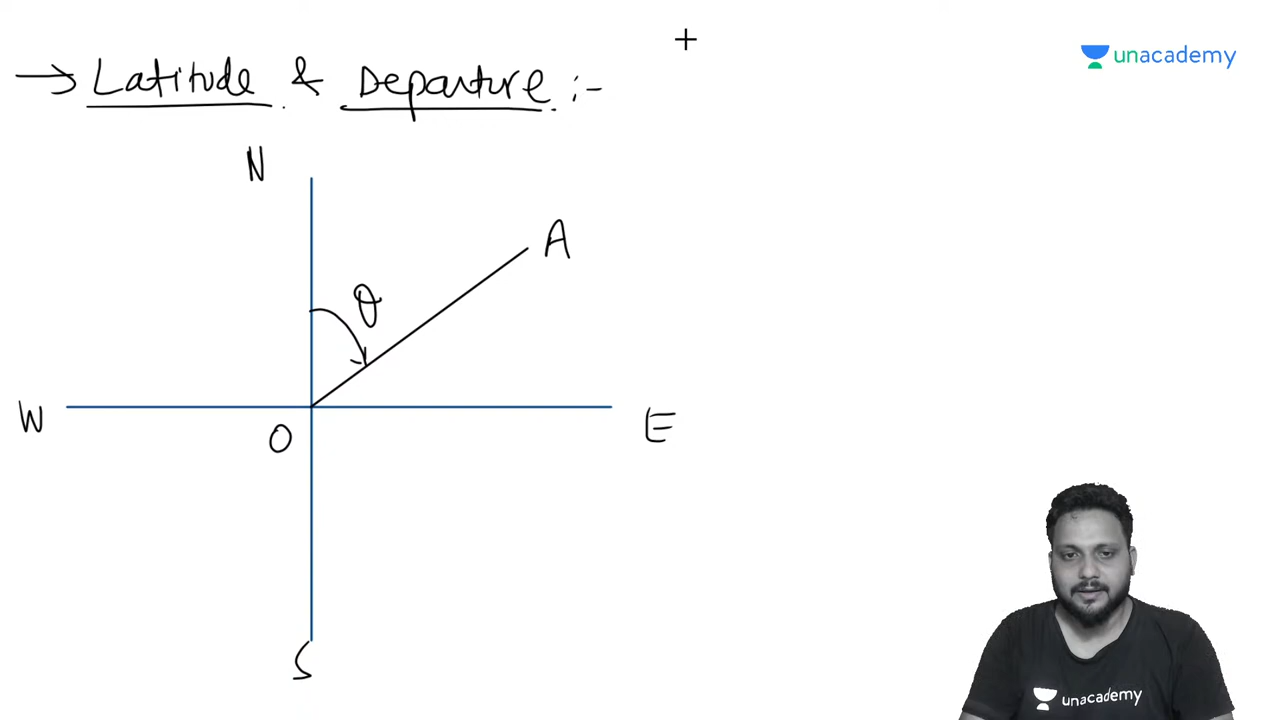 → Latitude & Departure :-
unacademy
N
A
θ
W
O
E
S
unacademy